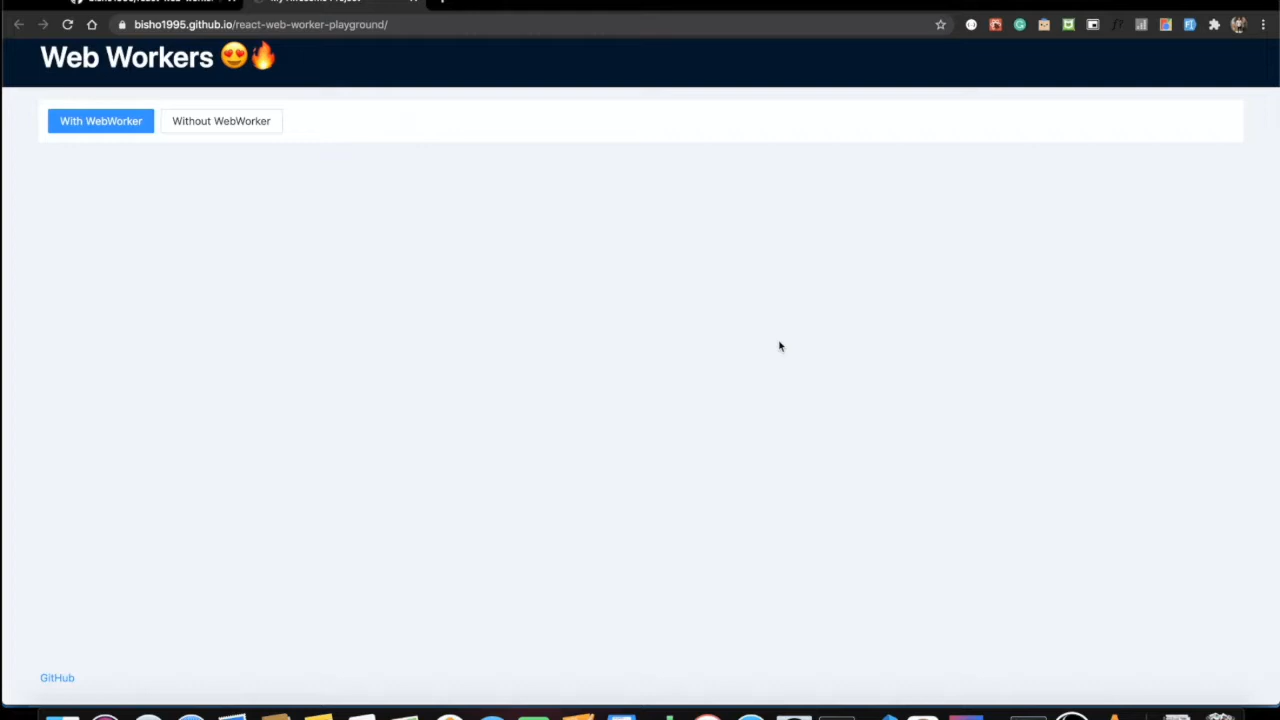 bisho1995.github.io/react-web-worker-playground/
Web Workers 😍🔥
With WebWorker
Without WebWorker
GitHub